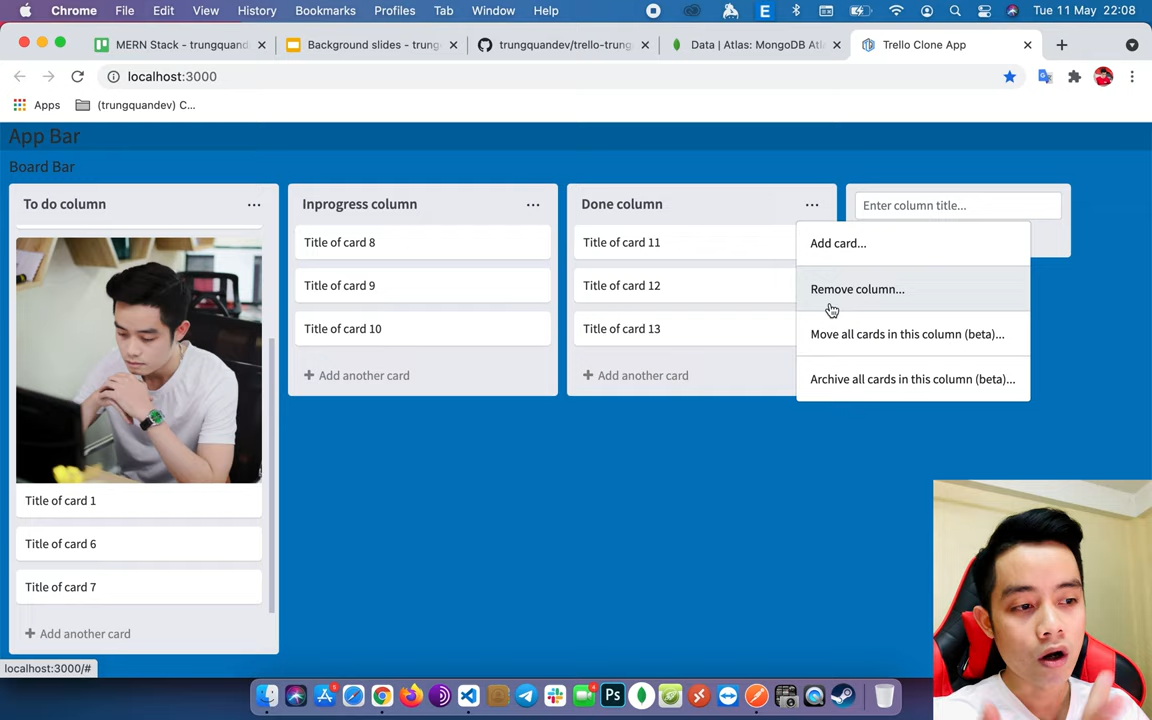 Chrome File Edit View History Bookmarks Profiles Tab Window Help Tue 11 May 22:08
MERN Stack - trungquand
Background slides - trung
trungquandev/trello-trung
Data | Atlas: MongoDB Atl
Trello Clone App
localhost:3000
Apps
(trungquandev) C...
App Bar
Board Bar
To do column
Title of card 1
Title of card 6
Title of card 7
Add another card
Inprogress column
Title of card 8
Title of card 9
Title of card 10
Add another card
Done column
Title of card 11
Title of card 12
Title of card 13
Add another card
Enter column title...
Add card...
Remove column...
Move all cards in this column (beta)...
Archive all cards in this column (beta)...
localhost:3000/#
Ps